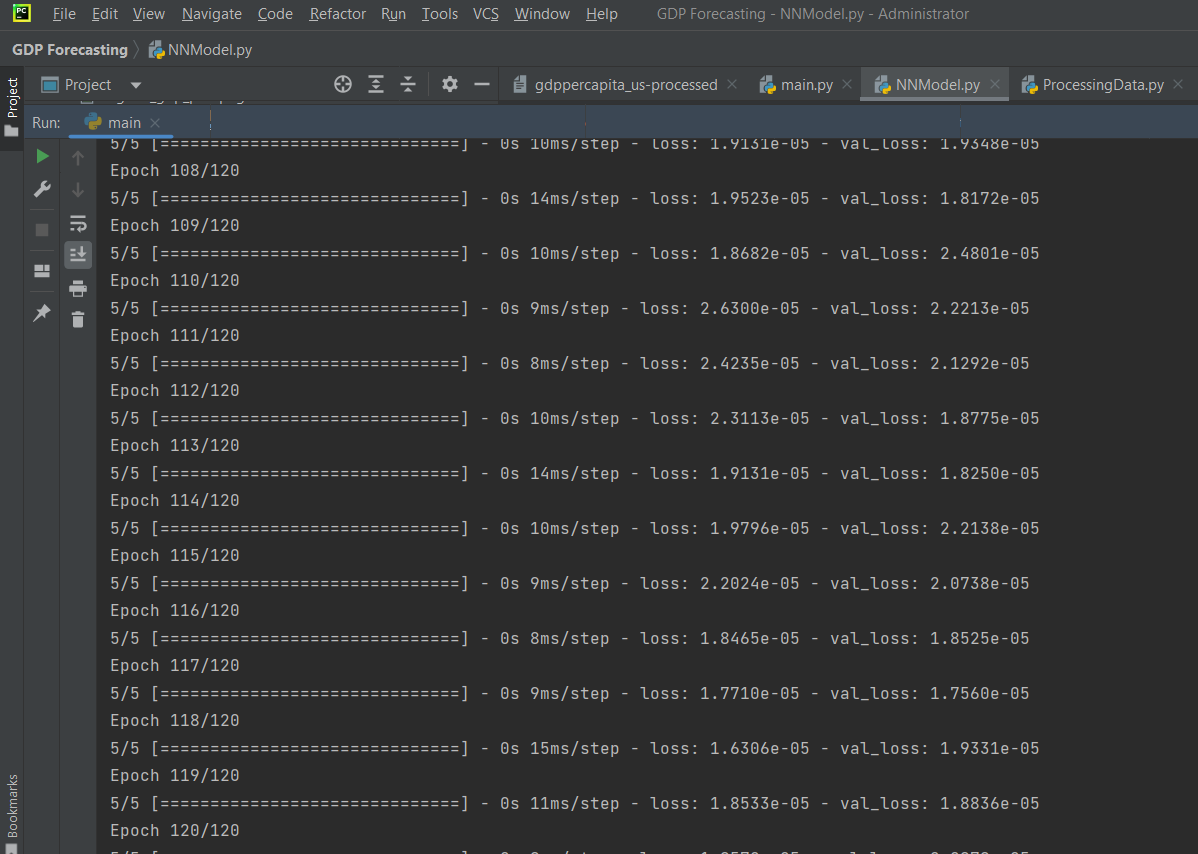 PC File Edit View Navigate Code Refactor Run Tools VCS Window Help GDP Forecasting - NNModel.py - Administrator
GDP Forecasting NNModel.py
Project
Project gdppercapita_us-processed main.py NNModel.py ProcessingData.py
Run: main
5/5 [==============================] - 0s 10ms/step - loss: 1.9131e-05 - val_loss: 1.9348e-05
Epoch 108/120
5/5 [==============================] - 0s 14ms/step - loss: 1.9523e-05 - val_loss: 1.8172e-05
Epoch 109/120
5/5 [==============================] - 0s 10ms/step - loss: 1.8682e-05 - val_loss: 2.4801e-05
Epoch 110/120
5/5 [==============================] - 0s 9ms/step - loss: 2.6300e-05 - val_loss: 2.2213e-05
Epoch 111/120
5/5 [==============================] - 0s 8ms/step - loss: 2.4235e-05 - val_loss: 2.1292e-05
Epoch 112/120
5/5 [==============================] - 0s 10ms/step - loss: 2.3113e-05 - val_loss: 1.8775e-05
Epoch 113/120
5/5 [==============================] - 0s 14ms/step - loss: 1.9131e-05 - val_loss: 1.8250e-05
Epoch 114/120
5/5 [==============================] - 0s 10ms/step - loss: 1.9796e-05 - val_loss: 2.2138e-05
Epoch 115/120
5/5 [==============================] - 0s 9ms/step - loss: 2.2024e-05 - val_loss: 2.0738e-05
Epoch 116/120
5/5 [==============================] - 0s 8ms/step - loss: 1.8465e-05 - val_loss: 1.8525e-05
Epoch 117/120
5/5 [==============================] - 0s 9ms/step - loss: 1.7710e-05 - val_loss: 1.7560e-05
Epoch 118/120
5/5 [==============================] - 0s 15ms/step - loss: 1.6306e-05 - val_loss: 1.9331e-05
Epoch 119/120
5/5 [==============================] - 0s 11ms/step - loss: 1.8533e-05 - val_loss: 1.8836e-05
Epoch 120/120
Bookmarks